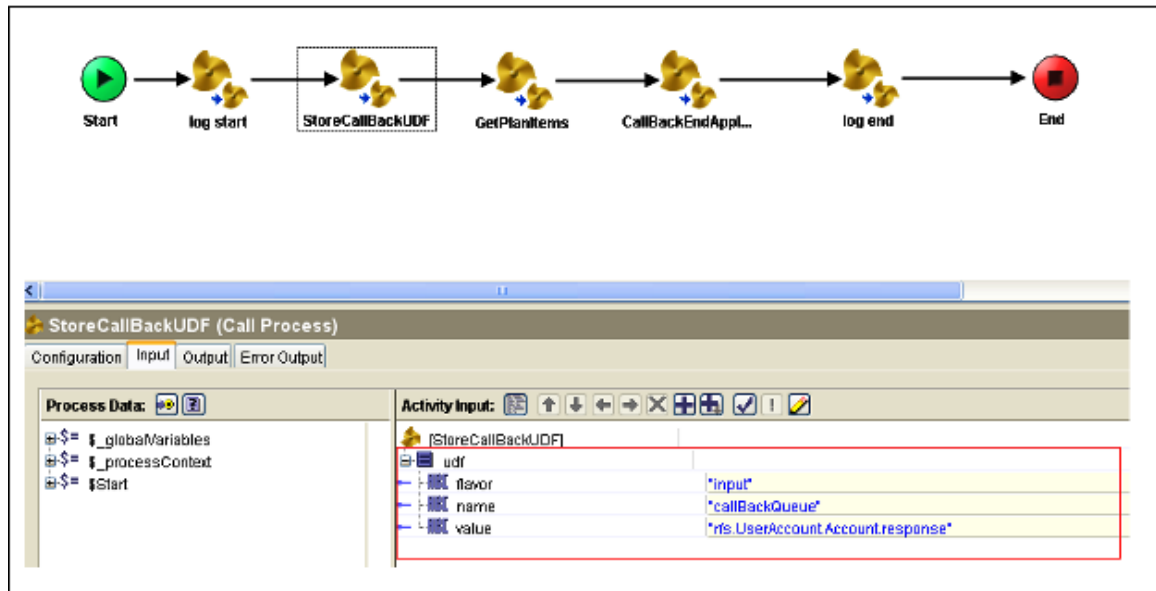 Start
log start
StoreCallBackUDF
GetPlanItems
CallBackEndAppl...
log end
End
StoreCallBackUDF (Call Process)
Configuration Input Output Error Output
Process Data:
Activity Input:
$= $_globalVariables
$= $_processContext
$= $Start
[StoreCallBackUDF]
udf
flavor "input"
name "callBackQueue"
value "rfs.UserAccount.Account.response"